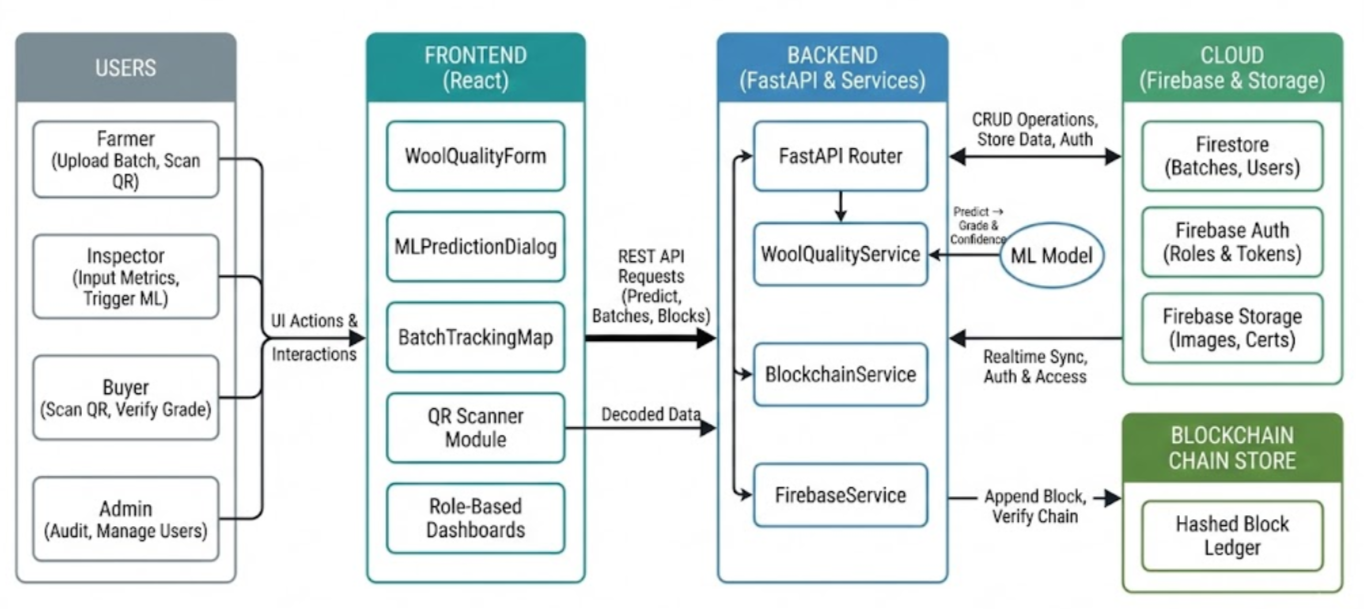 USERS
Farmer
(Upload Batch, Scan
QR)
Inspector
(Input Metrics,
Trigger ML)
Buyer
(Scan QR, Verify Grade)
Admin
(Audit, Manage Users)
UI Actions &
Interactions
FRONTEND
(React)
WoolQualityForm
MLPredictionDialog
BatchTrackingMap
QR Scanner
Module
Role-Based
Dashboards
REST API
Requests
(Predict,
Batches, Blocks)
Decoded Data
BACKEND
(FastAPI & Services)
FastAPI Router
WoolQualityService
BlockchainService
FirebaseService
CRUD Operations,
Store Data, Auth
Predict →
Grade &
Confidence
ML Model
Realtime Sync,
Auth & Access
Append Block,
Verify Chain
CLOUD
(Firebase & Storage)
Firestore
(Batches, Users)
Firebase Auth
(Roles & Tokens)
Firebase Storage
(Images, Certs)
BLOCKCHAIN
CHAIN STORE
Hashed Block
Ledger